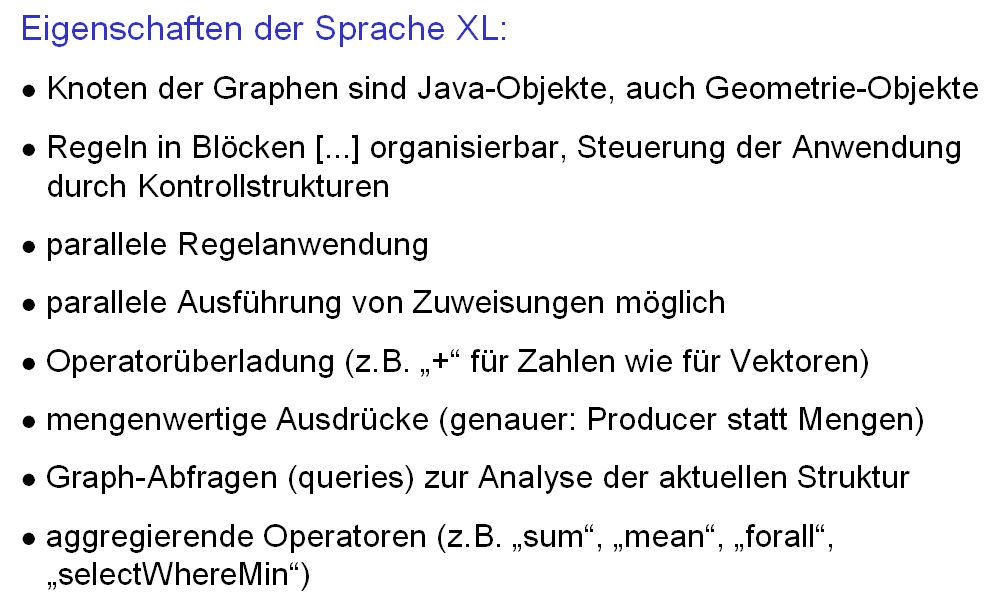 Eigenschaften der Sprache XL:
● Knoten der Graphen sind Java-Objekte, auch Geometrie-Objekte
● Regeln in Blöcken [...] organisierbar, Steuerung der Anwendung
durch Kontrollstrukturen
● parallele Regelanwendung
● parallele Ausführung von Zuweisungen möglich
● Operatorüberladung (z.B. „+“ für Zahlen wie für Vektoren)
● mengenwertige Ausdrücke (genauer: Producer statt Mengen)
● Graph-Abfragen (queries) zur Analyse der aktuellen Struktur
● aggregierende Operatoren (z.B. „sum“, „mean“, „forall“,
„selectWhereMin“)